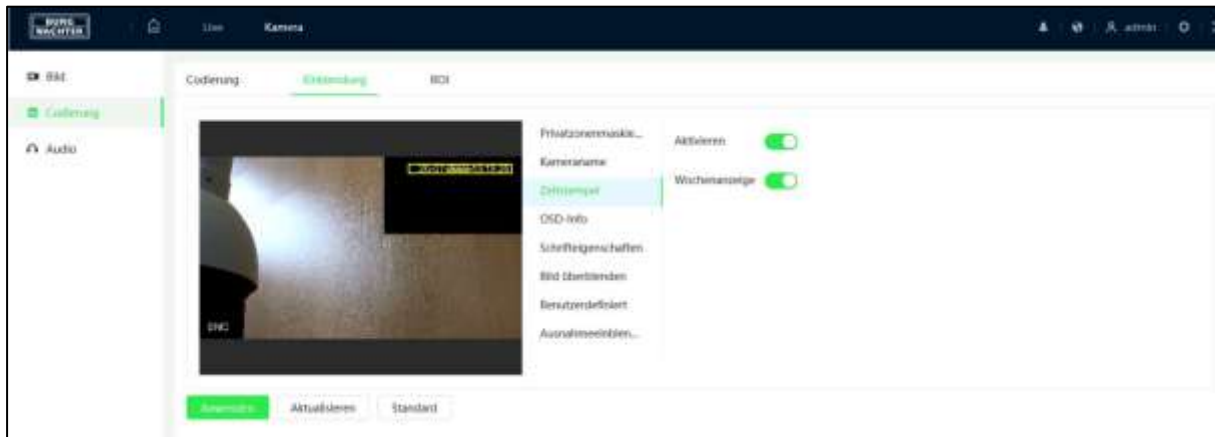 BURG
WÄCHTER
Live
Kamera
admin
Bild
Codierung
Audio
Codierung
Einblendung
ROI
Privatzonenmaskie...
Kameraname
Zeitstempel
OSD-Info
Schrifteigenschaften
Bild überblenden
Benutzerdefiniert
Ausnahmeeinblen...
Aktivieren
Wochenanzeige
Anwenden
Aktualisieren
Standard